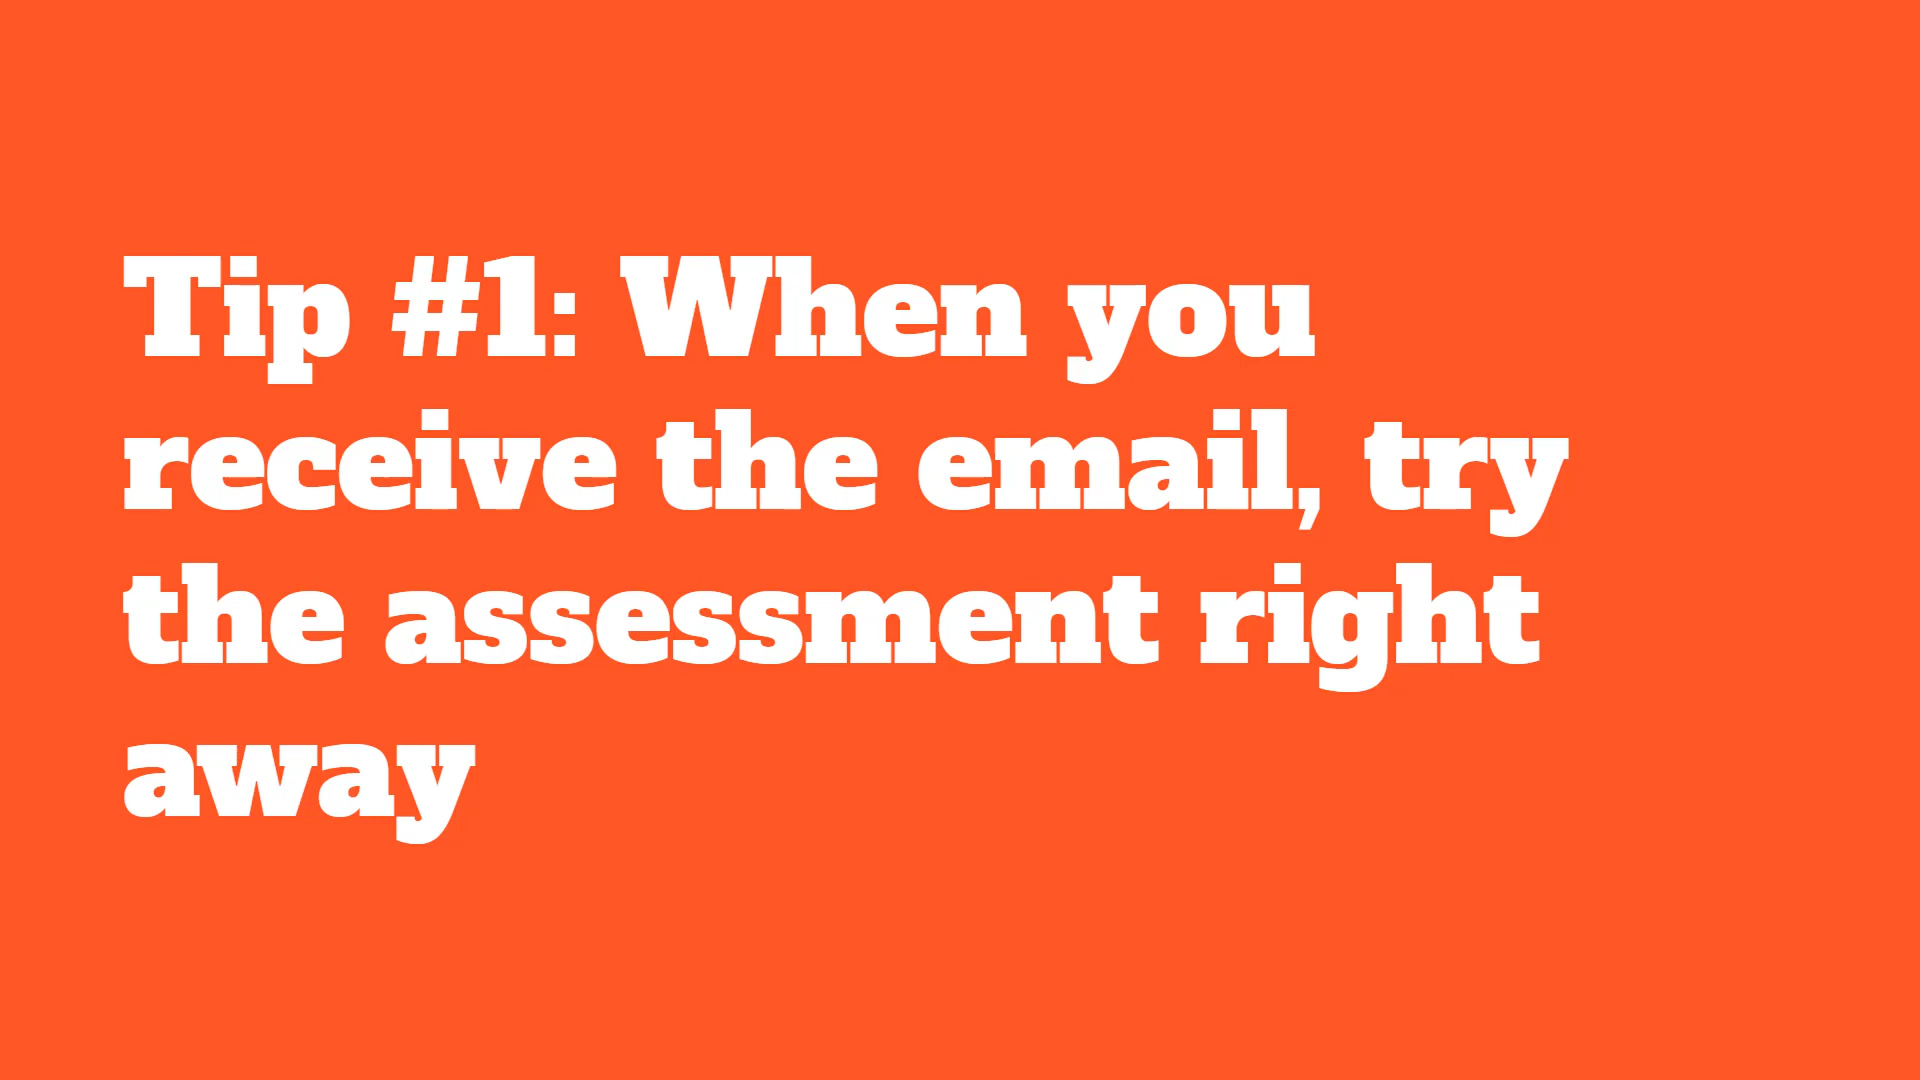 Tip #1: When you
receive the email, try
the assessment right
away